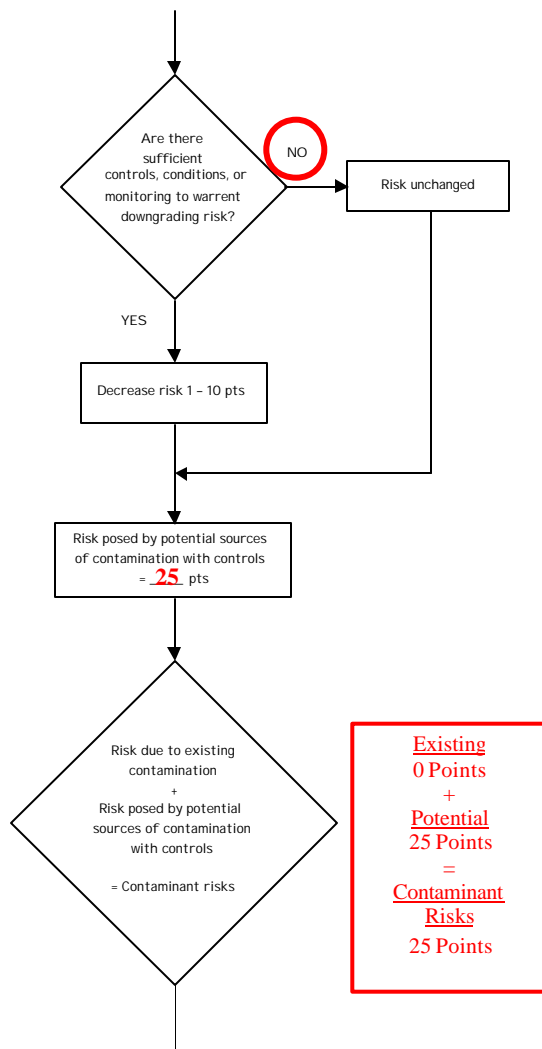 Are there
sufficient
controls, conditions, or
monitoring to warrent
downgrading risk?
NO
Risk unchanged
YES
Decrease risk 1 – 10 pts
Risk posed by potential sources
of contamination with controls
= 25 pts
Risk due to existing
contamination
+
Risk posed by potential
sources of contamination
with controls
= Contaminant risks
Existing
0 Points
+
Potential
25 Points
=
Contaminant
Risks
25 Points